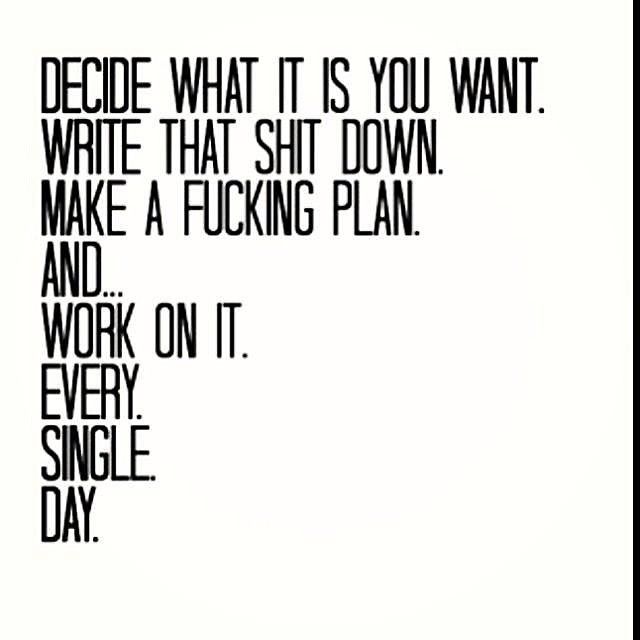 DECIDE WHAT IT IS YOU WANT.
WRITE THAT SHIT DOWN.
MAKE A FUCKING PLAN.
AND...
WORK ON IT.
EVERY.
SINGLE.
DAY.